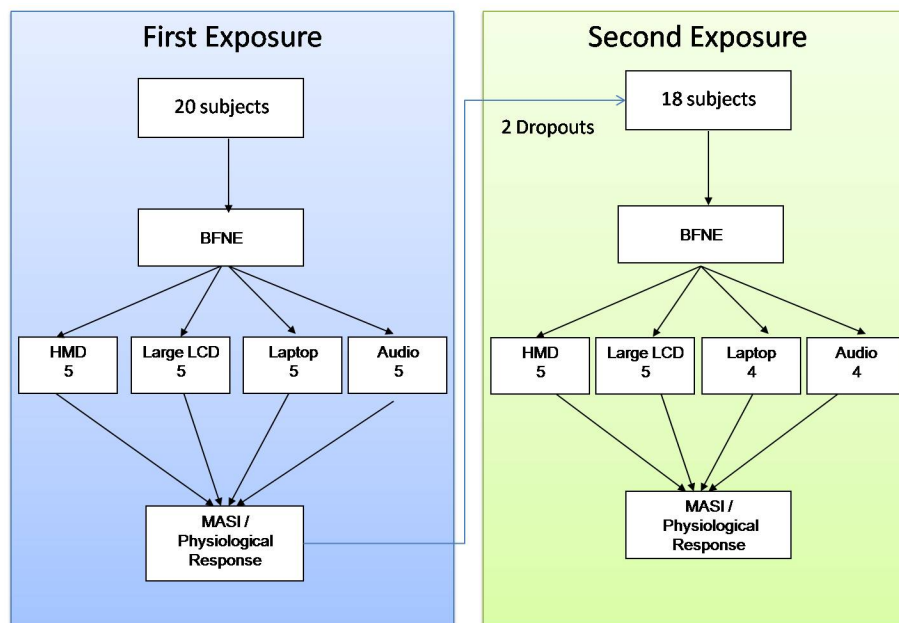 First Exposure
20 subjects
BFNE
HMD
5
Large LCD
5
Laptop
5
Audio
5
MASI /
Physiological
Response
2 Dropouts
Second Exposure
18 subjects
BFNE
HMD
5
Large LCD
5
Laptop
4
Audio
4
MASI /
Physiological
Response